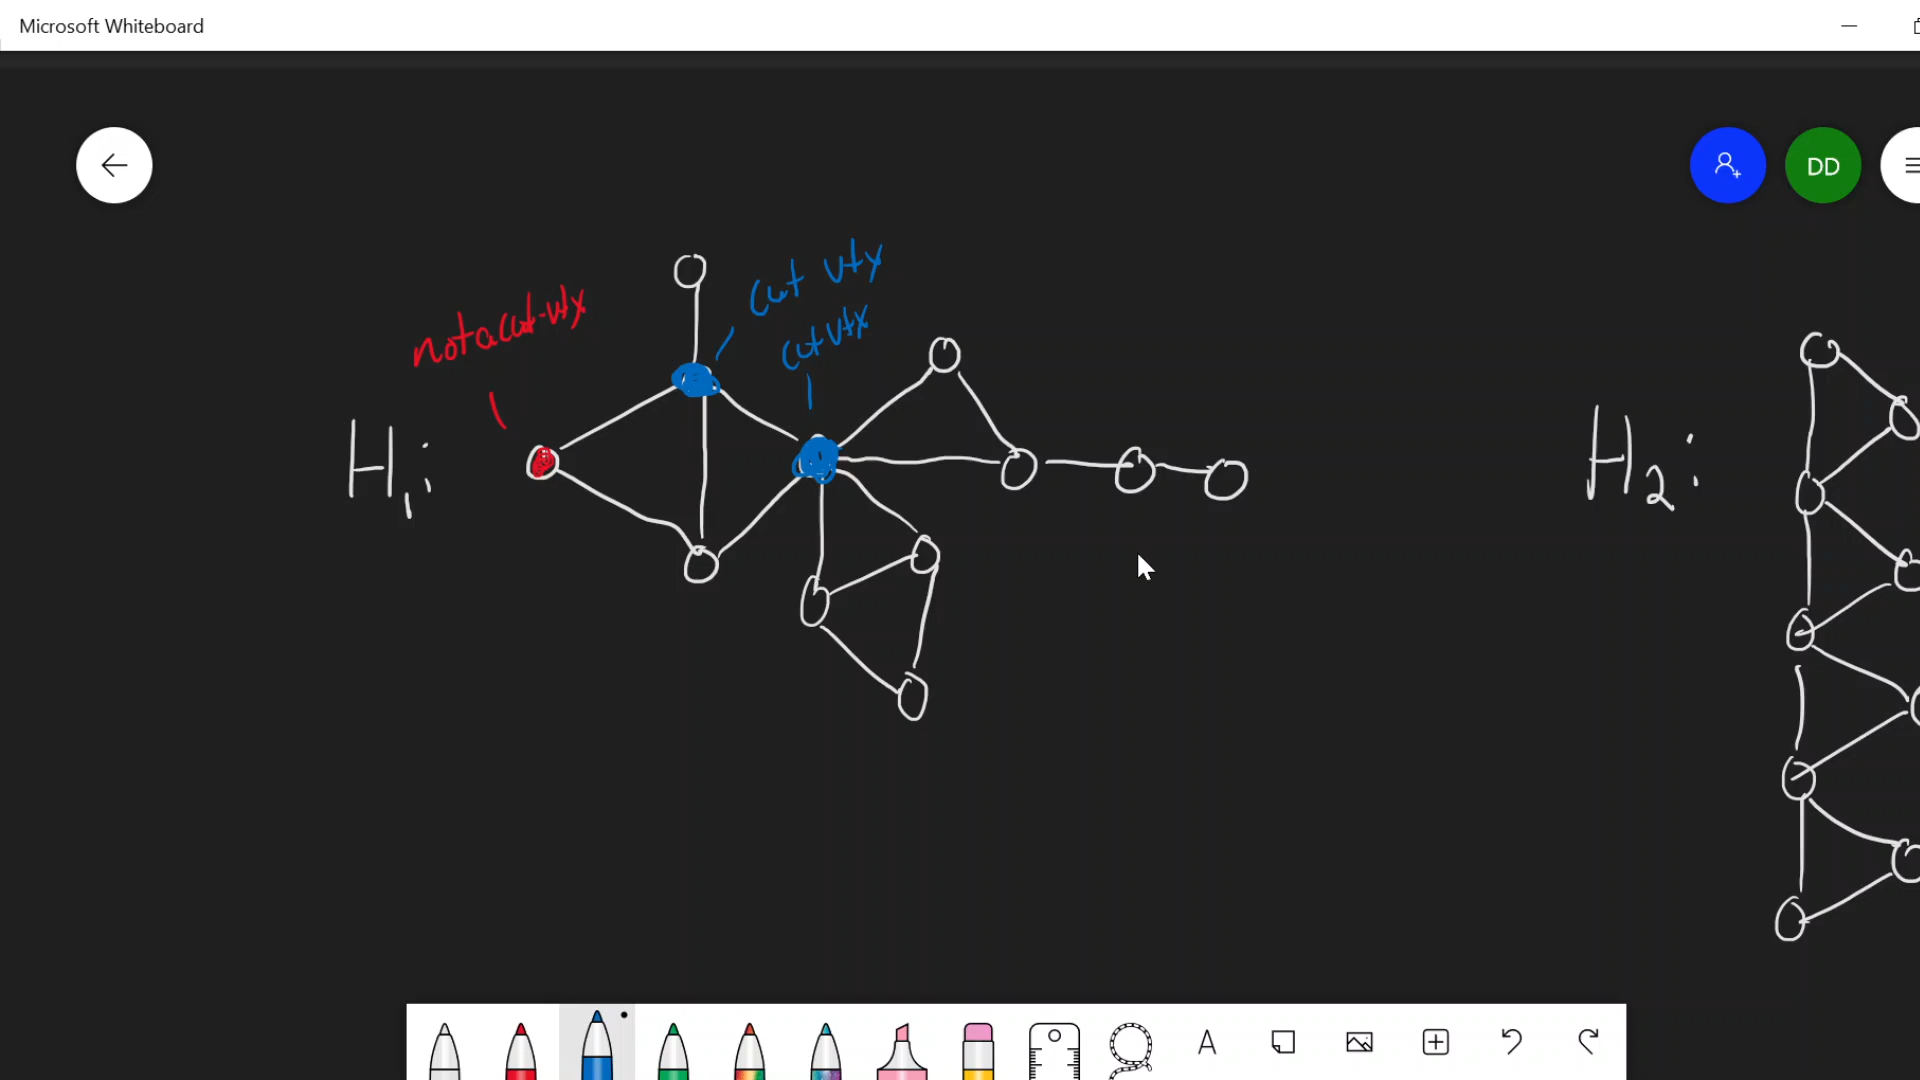 Microsoft Whiteboard
DD
cut vtx
not a cut-vtx
cut vtx
H1:
H2:
A